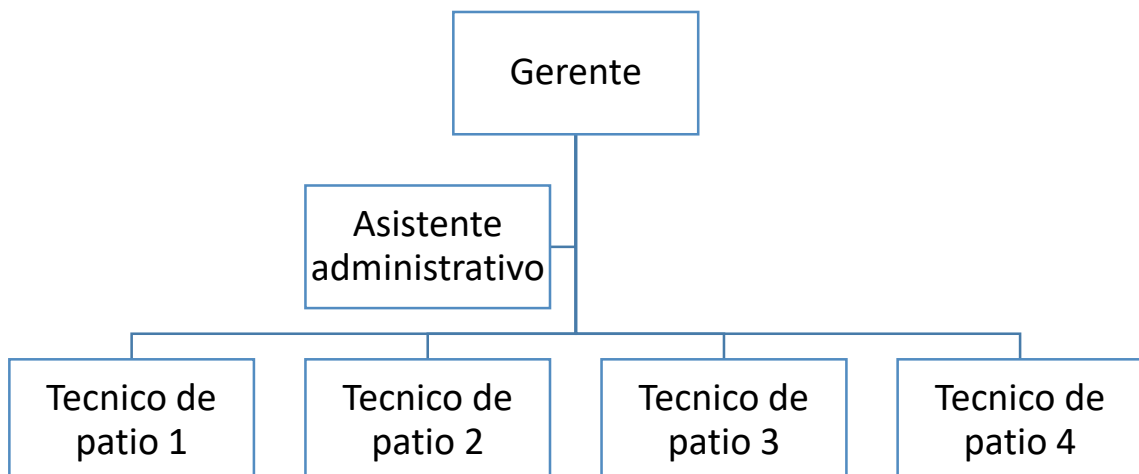 Gerente
Asistente
administrativo
Tecnico de
patio 1
Tecnico de
patio 2
Tecnico de
patio 3
Tecnico de
patio 4